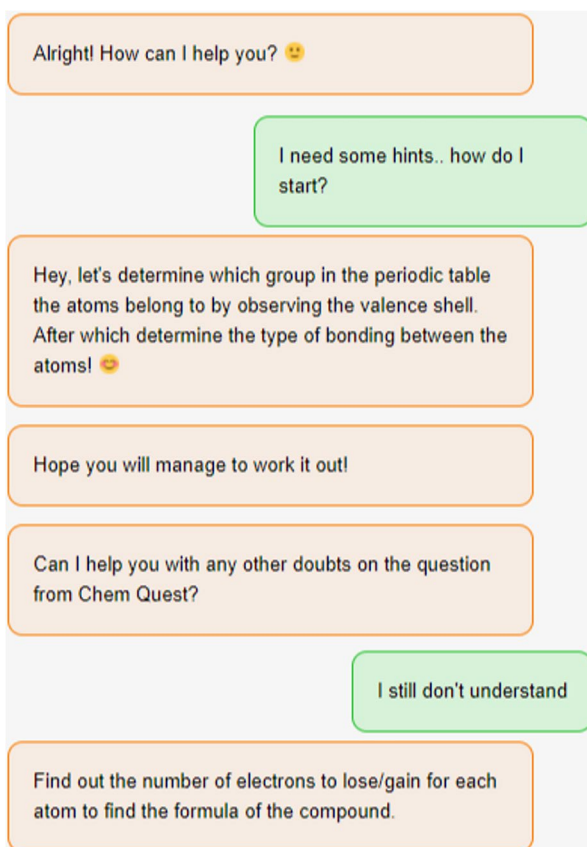 Alright! How can I help you? 🙂
I need some hints.. how do I
start?
Hey, let's determine which group in the periodic table
the atoms belong to by observing the valence shell.
After which determine the type of bonding between the
atoms! 😊
Hope you will manage to work it out!
Can I help you with any other doubts on the question
from Chem Quest?
I still don't understand
Find out the number of electrons to lose/gain for each
atom to find the formula of the compound.